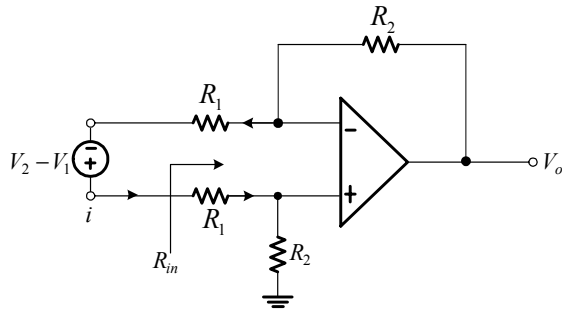 R₂
R₁
V₂ − V₁
Vₒ
i
R₁
Rᵢₙ
R₂